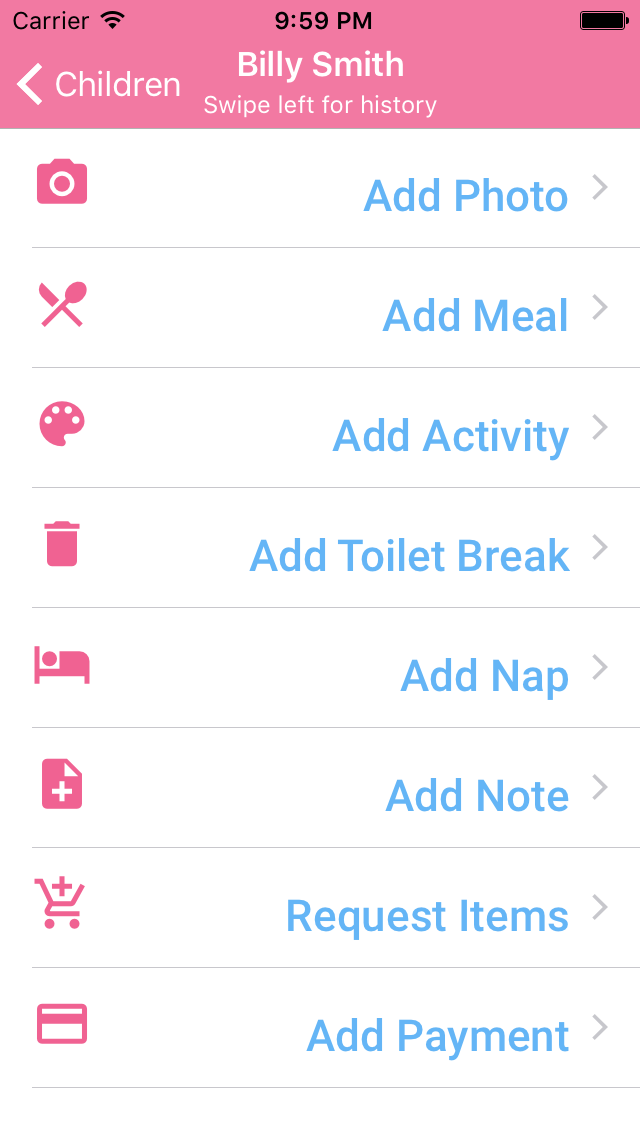 Carrier 9:59 PM
Children
Billy Smith
Swipe left for history
Add Photo
Add Meal
Add Activity
Add Toilet Break
Add Nap
Add Note
Request Items
Add Payment